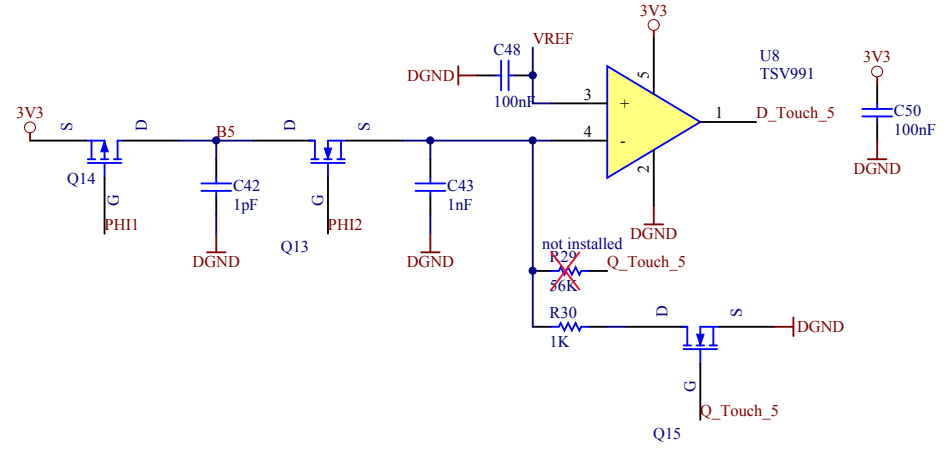 3V3
VREF
C48
DGND
100nF
U8
TSV991
3V3
5
3
+
1
D_Touch_5
C50
100nF
DGND
3V3
S
D
B5
D
S
4
-
2
Q14
G
PHI1
C42
1pF
DGND
G
PHI2
Q13
C43
1nF
DGND
DGND
not installed
R29
56K
Q_Touch_5
R30
1K
D
S
DGND
G
Q_Touch_5
Q15